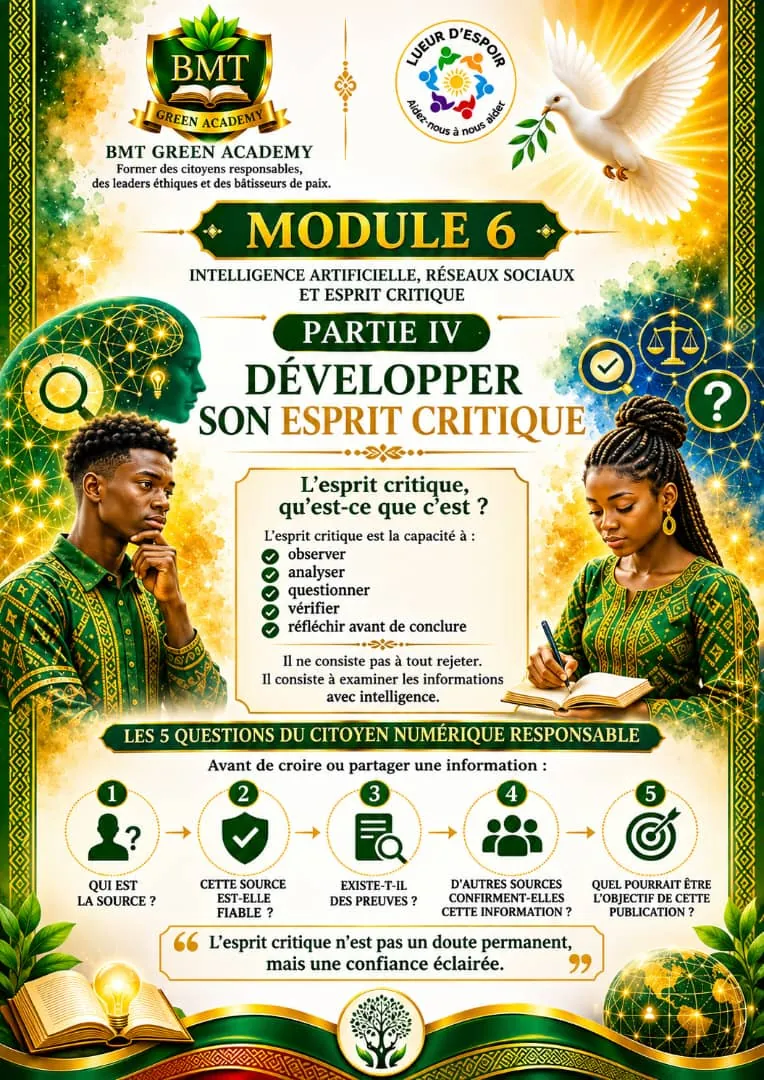 BMT
GREEN ACADEMY
BMT GREEN ACADEMY
Former des citoyens responsables,
des leaders éthiques et des bâtisseurs de paix.
LUEUR D'ESPOIR
Aidez-nous à nous aider
MODULE 6
INTELLIGENCE ARTIFICIELLE, RÉSEAUX SOCIAUX
ET ESPRIT CRITIQUE
PARTIE IV
DÉVELOPPER
SON ESPRIT CRITIQUE
?
L'esprit critique,
qu'est-ce que c'est ?
L'esprit critique est la capacité à :
observer
analyser
questionner
vérifier
réfléchir avant de conclure
Il ne consiste pas à tout rejeter.
Il consiste à examiner les informations
avec intelligence.
LES 5 QUESTIONS DU CITOYEN NUMÉRIQUE RESPONSABLE
Avant de croire ou partager une information :
1
?
QUI EST
LA SOURCE ?
2
CETTE SOURCE
EST-ELLE
FIABLE ?
3
EXISTE-T-IL
DES PREUVES ?
4
D'AUTRES SOURCES
CONFIRMENT-ELLES
CETTE INFORMATION ?
5
QUEL POURRAIT ÊTRE
L'OBJECTIF DE CETTE
PUBLICATION ?
“ L'esprit critique n'est pas un doute permanent,
mais une confiance éclairée. ”